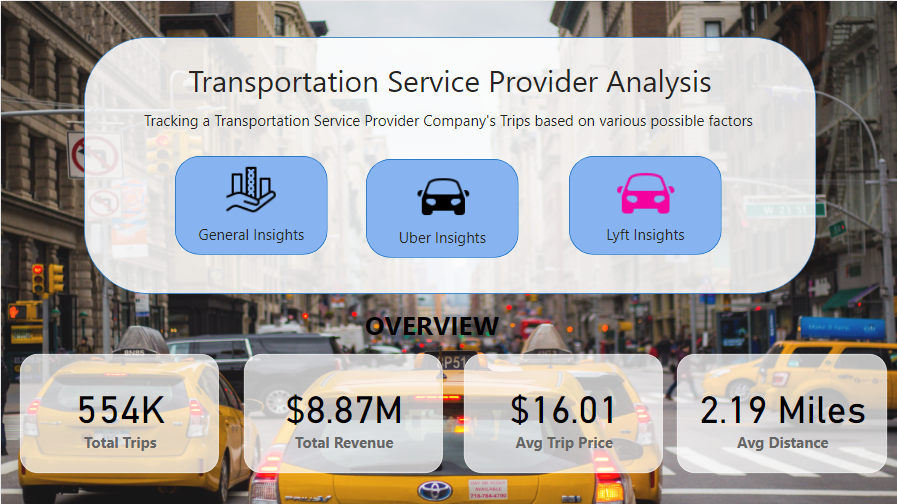 Transportation Service Provider Analysis
Tracking a Transportation Service Provider Company's Trips based on various possible factors
General Insights
Uber Insights
Lyft Insights
W 23 ST
OVERVIEW
554K
Total Trips
$8.87M
Total Revenue
$16.01
Avg Trip Price
2.19 Miles
Avg Distance